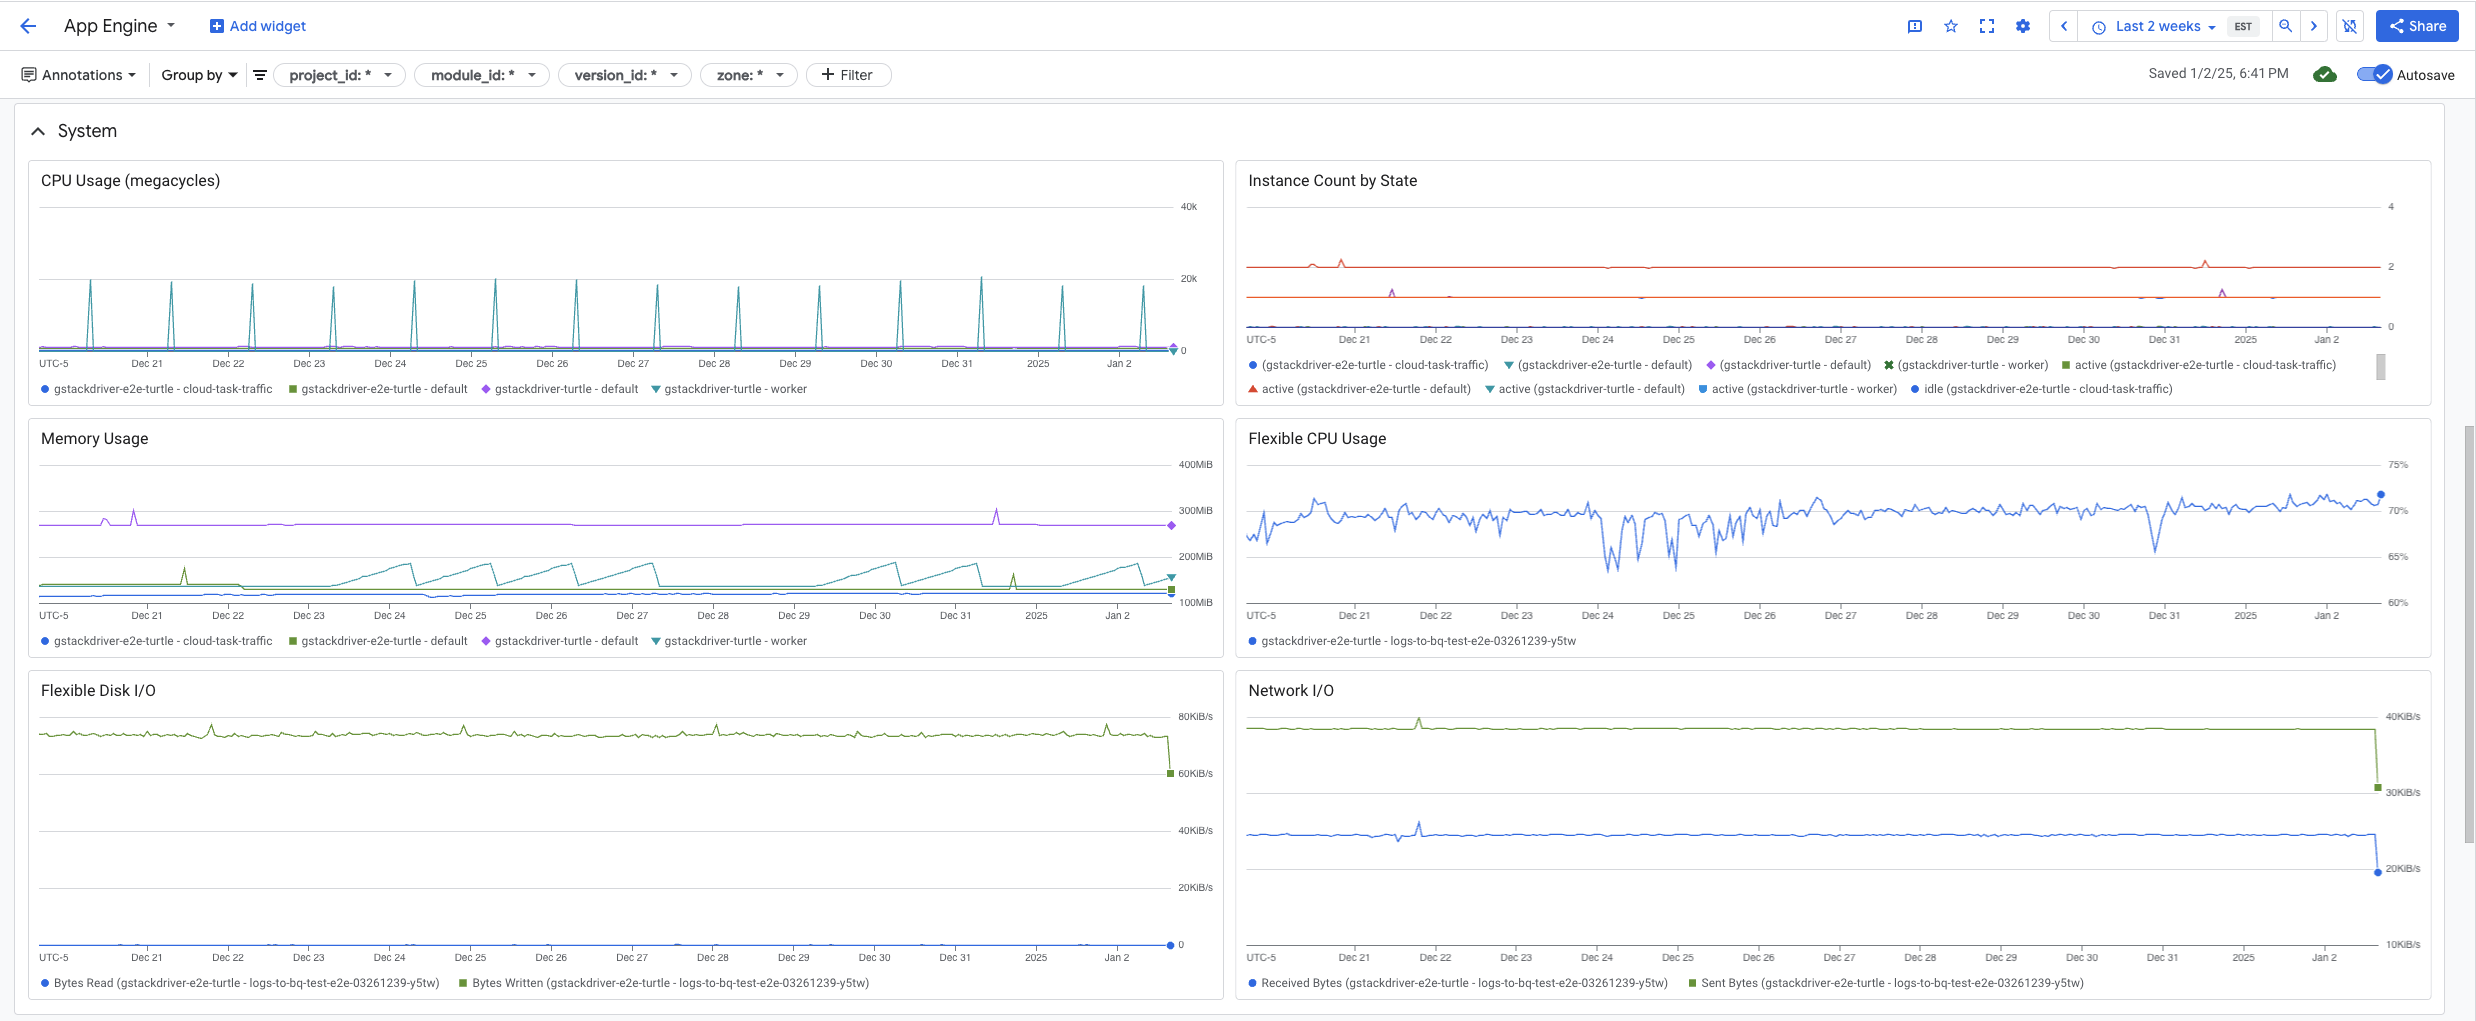 App Engine
Add widget
Last 2 weeks
EST
Share
Annotations
Group by
project_id: *
module_id: *
version_id: *
zone: *
Filter
Saved 1/2/25, 6:41 PM
Autosave
System
CPU Usage (megacycles)
40k
20k
0
UTC-5 Dec 21 Dec 22 Dec 23 Dec 24 Dec 25 Dec 26 Dec 27 Dec 28 Dec 29 Dec 30 Dec 31 2025 Jan 2
gstackdriver-e2e-turtle - cloud-task-traffic gstackdriver-e2e-turtle - default gstackdriver-turtle - default gstackdriver-turtle - worker
Instance Count by State
4
2
0
UTC-5 Dec 21 Dec 22 Dec 23 Dec 24 Dec 25 Dec 26 Dec 27 Dec 28 Dec 29 Dec 30 Dec 31 2025 Jan 2
(gstackdriver-e2e-turtle - cloud-task-traffic) (gstackdriver-e2e-turtle - default) (gstackdriver-turtle - default) (gstackdriver-turtle - worker) active (gstackdriver-e2e-turtle - cloud-task-traffic)
active (gstackdriver-e2e-turtle - default) active (gstackdriver-turtle - default) active (gstackdriver-turtle - worker) idle (gstackdriver-e2e-turtle - cloud-task-traffic)
Memory Usage
400MiB
300MiB
200MiB
100MiB
UTC-5 Dec 21 Dec 22 Dec 23 Dec 24 Dec 25 Dec 26 Dec 27 Dec 28 Dec 29 Dec 30 Dec 31 2025 Jan 2
gstackdriver-e2e-turtle - cloud-task-traffic gstackdriver-e2e-turtle - default gstackdriver-turtle - default gstackdriver-turtle - worker
Flexible CPU Usage
75%
70%
65%
60%
UTC-5 Dec 21 Dec 22 Dec 23 Dec 24 Dec 25 Dec 26 Dec 27 Dec 28 Dec 29 Dec 30 Dec 31 2025 Jan 2
gstackdriver-e2e-turtle - logs-to-bq-test-e2e-03261239-y5tw
Flexible Disk I/O
80KiB/s
60KiB/s
40KiB/s
20KiB/s
0
UTC-5 Dec 21 Dec 22 Dec 23 Dec 24 Dec 25 Dec 26 Dec 27 Dec 28 Dec 29 Dec 30 Dec 31 2025 Jan 2
Bytes Read (gstackdriver-e2e-turtle - logs-to-bq-test-e2e-03261239-y5tw) Bytes Written (gstackdriver-e2e-turtle - logs-to-bq-test-e2e-03261239-y5tw)
Network I/O
40KiB/s
30KiB/s
20KiB/s
10KiB/s
UTC-5 Dec 21 Dec 22 Dec 23 Dec 24 Dec 25 Dec 26 Dec 27 Dec 28 Dec 29 Dec 30 Dec 31 2025 Jan 2
Received Bytes (gstackdriver-e2e-turtle - logs-to-bq-test-e2e-03261239-y5tw) Sent Bytes (gstackdriver-e2e-turtle - logs-to-bq-test-e2e-03261239-y5tw)